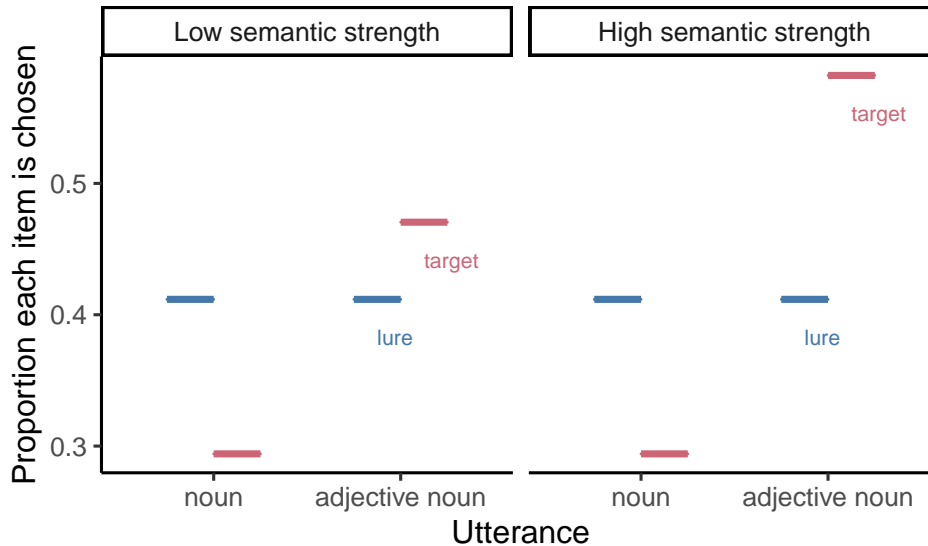 Low semantic strength
High semantic strength
Proportion each item is chosen
0.5
0.4
0.3
target
lure
target
lure
noun
adjective noun
noun
adjective noun
Utterance